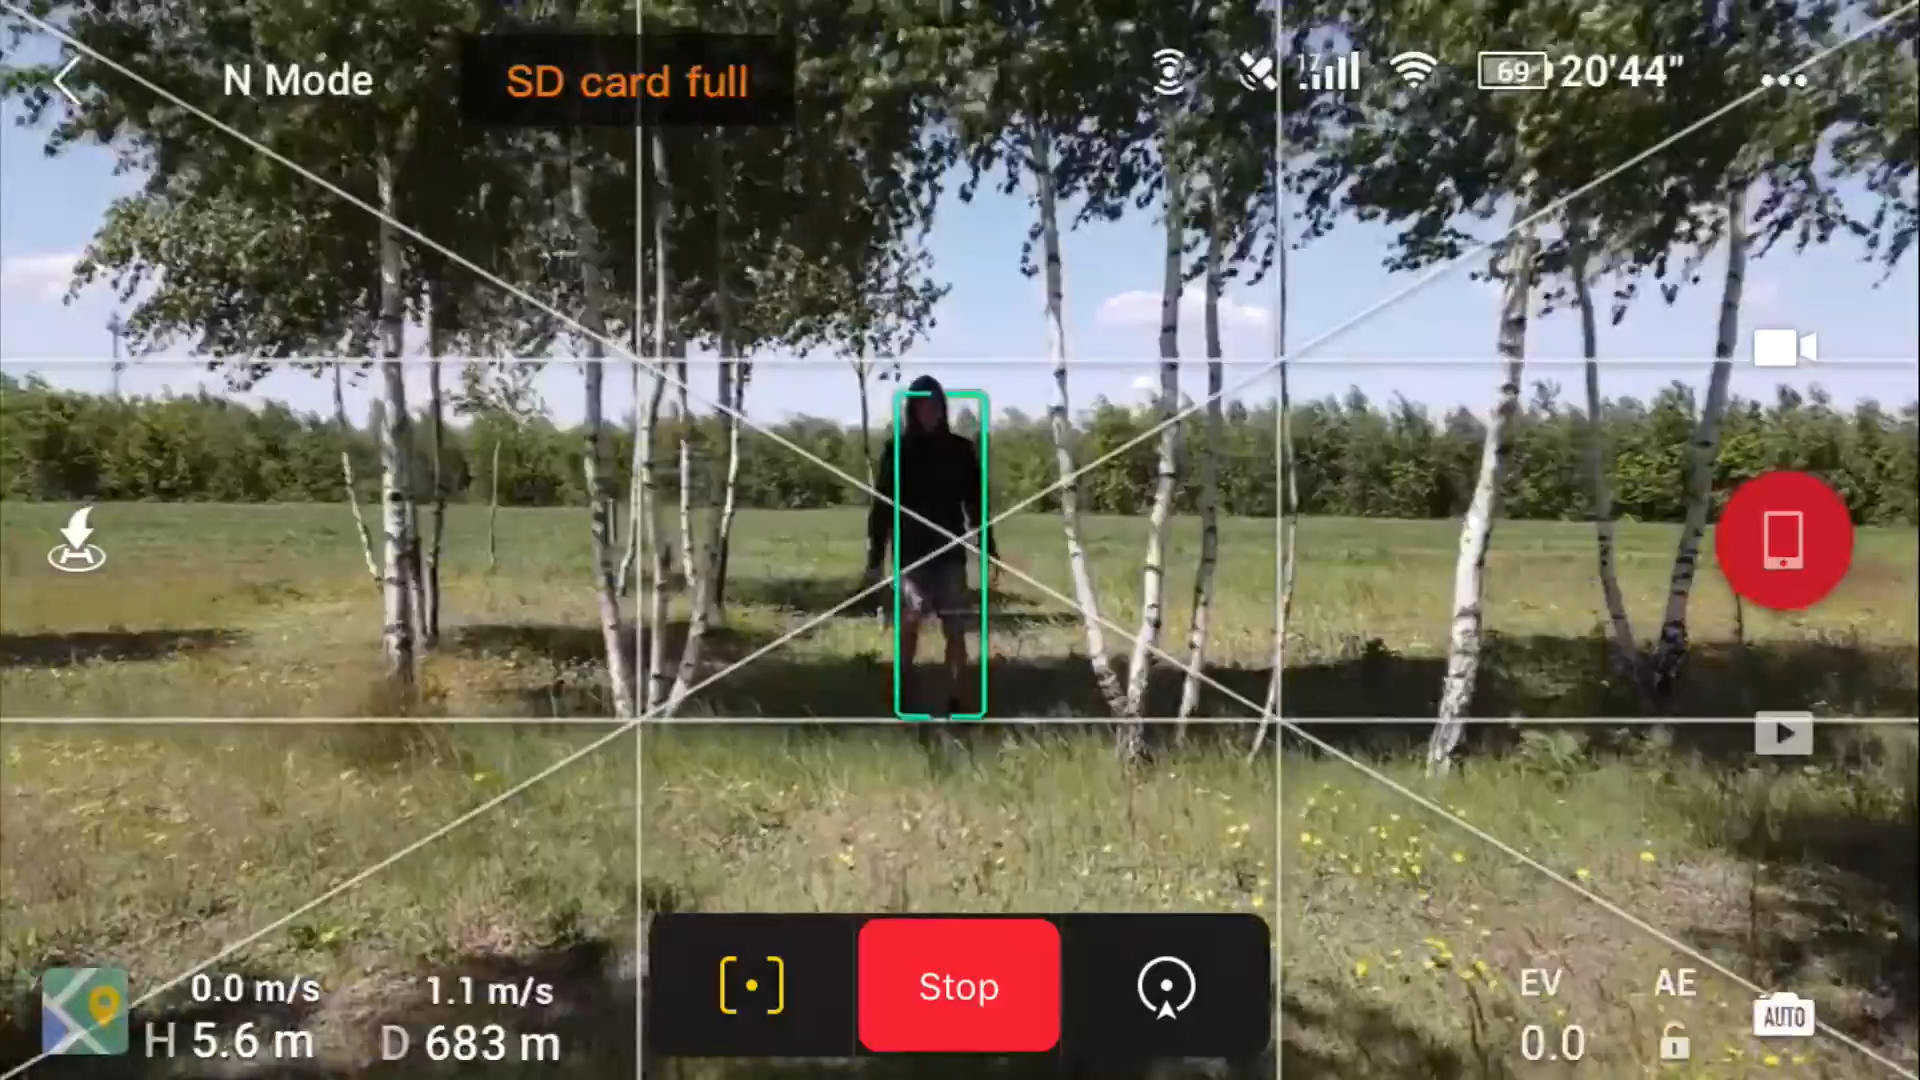 N Mode
SD card full
17
69
20'44"
Stop
0.0 m/s
1.1 m/s
H 5.6 m
D 683 m
EV
0.0
AE
AUTO